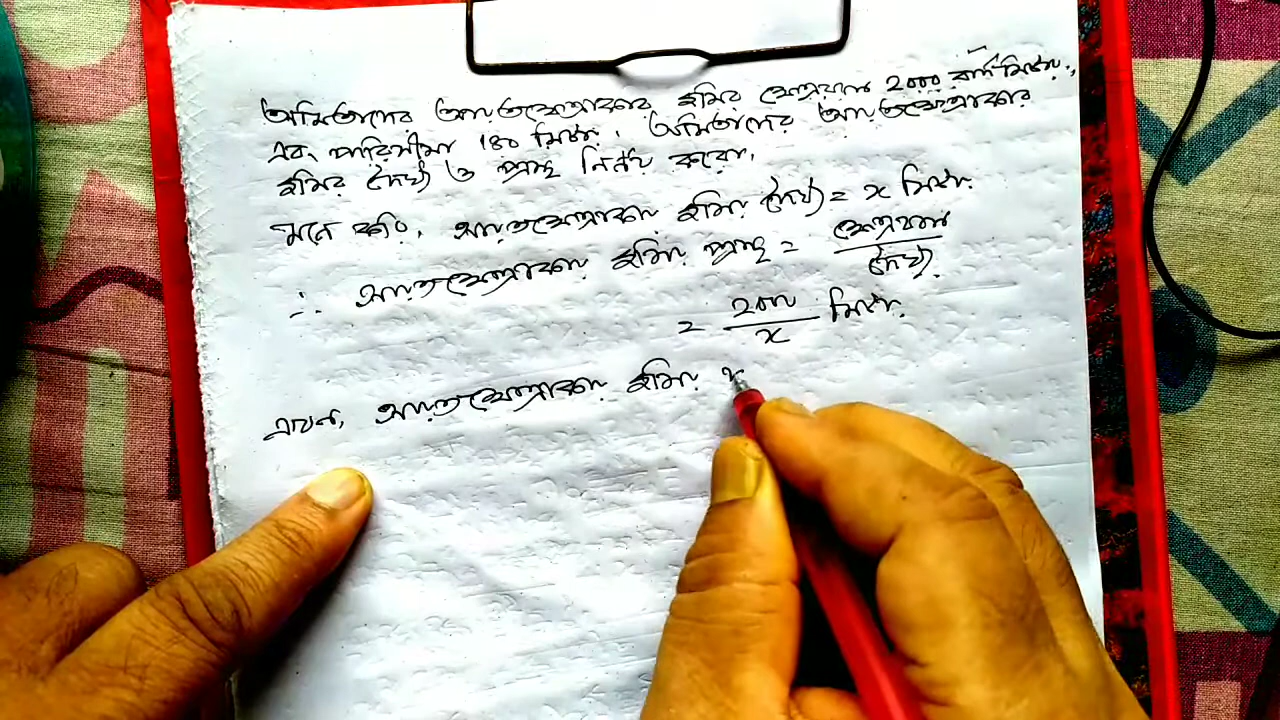 অমিতাদের আয়তক্ষেত্রাকার জমির ক্ষেত্রফল 2000 বর্গ মিটার,
এবং পরিসীমা 180 মিটার। অমিতাদের আয়তক্ষেত্রাকার
জমির দৈর্ঘ্য ও প্রস্থ নির্ণয় করো।
মনে করি, আয়তক্ষেত্রাকার জমির দৈর্ঘ্য = x মিটার
∴ আয়তক্ষেত্রাকার জমির প্রস্থ = ক্ষেত্রফল / দৈর্ঘ্য
= 2000 / x মিটার
এখন, আয়তক্ষেত্রাকার জমির